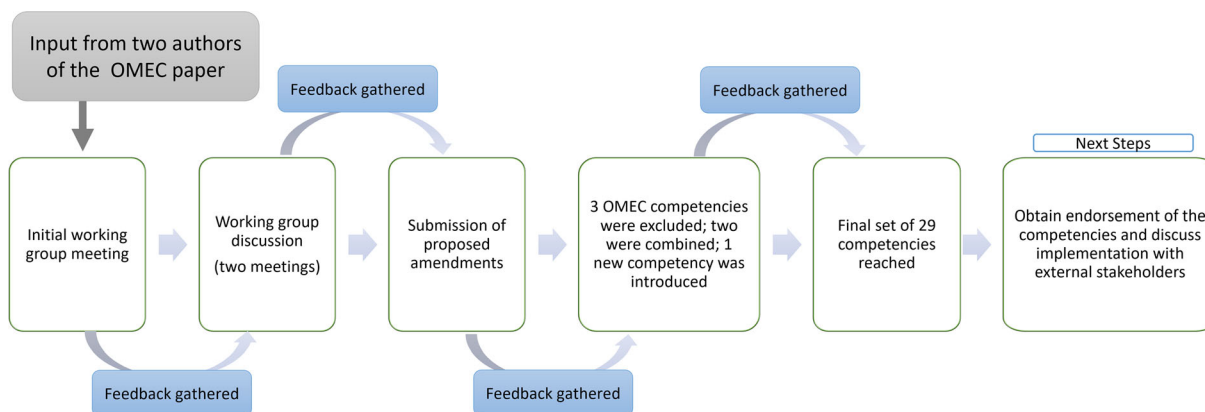 Input from two authors
of the OMEC paper
Feedback gathered
Feedback gathered
Next Steps
Initial working
group meeting
Working group
discussion
(two meetings)
Submission of
proposed
amendments
3 OMEC competencies
were excluded; two
were combined; 1
new competency was
introduced
Final set of 29
competencies
reached
Obtain endorsement of the
competencies and discuss
implementation with
external stakeholders
Feedback gathered
Feedback gathered